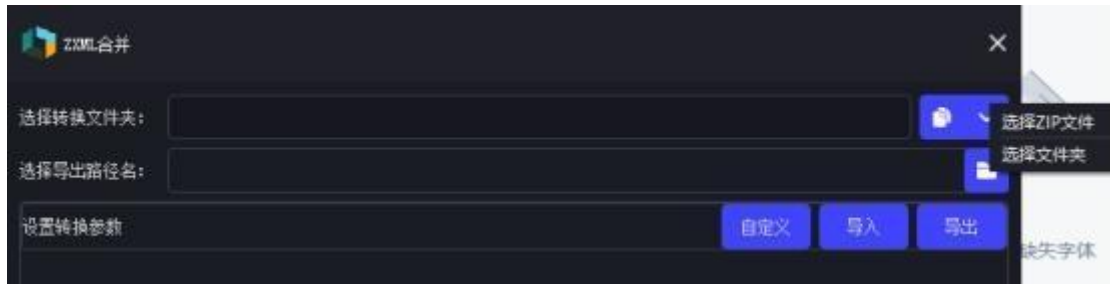 ZXML合并
选择转换文件夹：
选择ZIP文件
选择导出路径名：
选择文件夹
设置转换参数
自定义
导入
导出
缺失字体